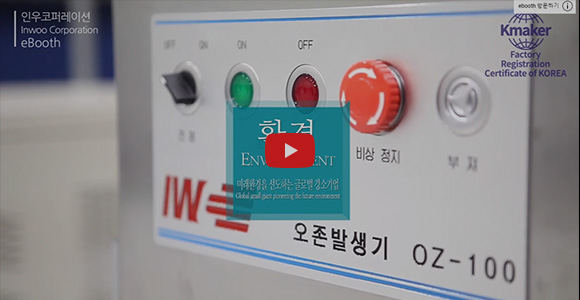 인우코퍼레이션
Inwoo Corporation
eBooth
ebooth 방문하기
Kmaker
Factory
Registration
Certificate of KOREA
OFF ON ON OFF
전원
비상 정지
부저
환경
ENVIRONMENT
미래환경을 선도하는 글로벌 강소기업
Global small giant pioneering the future environment
IW
오존발생기 OZ-100